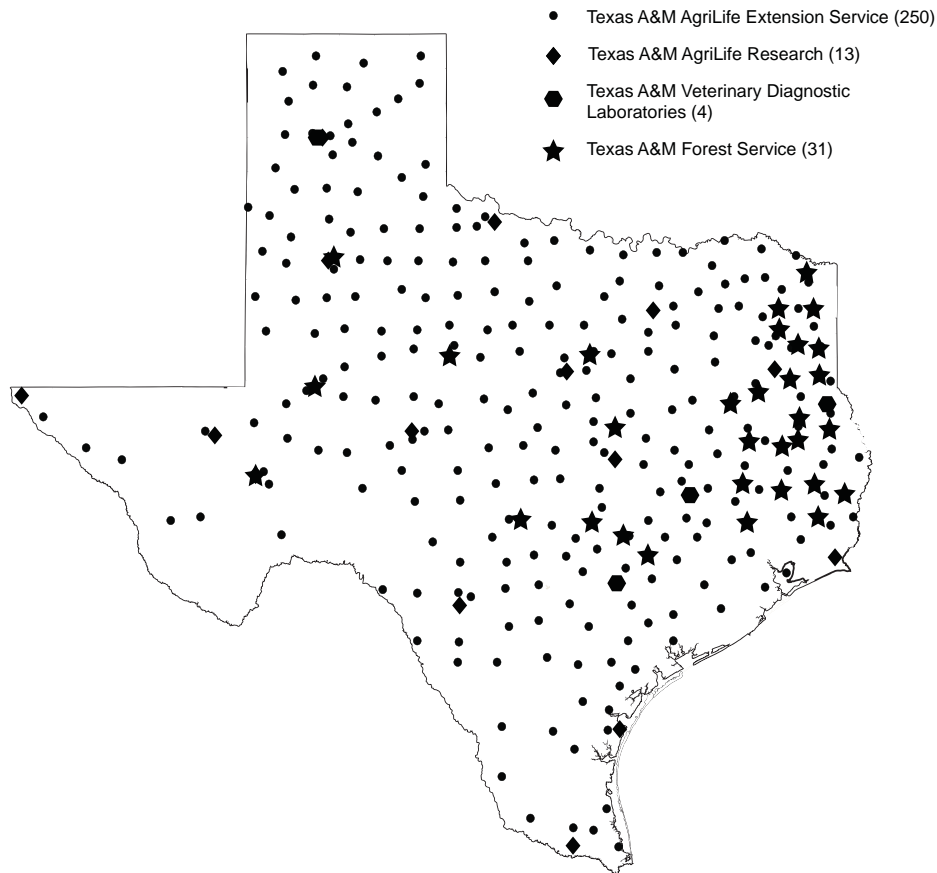 Texas A&M AgriLife Extension Service (250)
Texas A&M AgriLife Research (13)
Texas A&M Veterinary Diagnostic
Laboratories (4)
Texas A&M Forest Service (31)